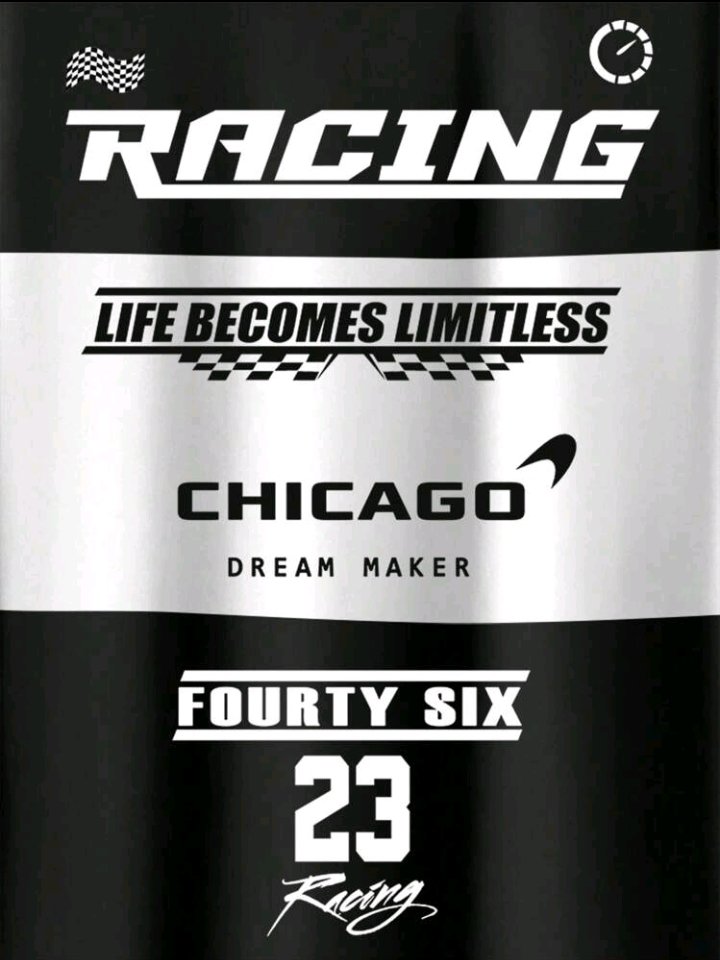 RACING
LIFE BECOMES LIMITLESS
CHICAGO
DREAM MAKER
FOURTY SIX
23
Racing